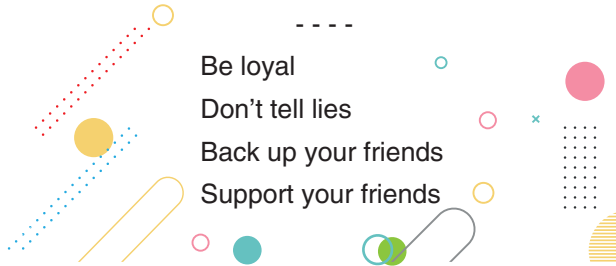 - - - -
Be loyal
Don’t tell lies
Back up your friends
Support your friends